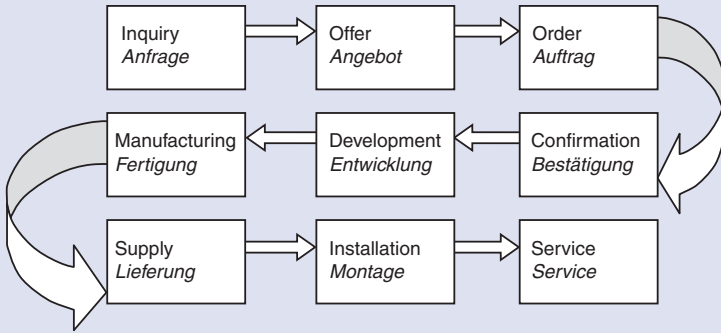 Inquiry
Anfrage
Offer
Angebot
Order
Auftrag
Manufacturing
Fertigung
Development
Entwicklung
Confirmation
Bestätigung
Supply
Lieferung
Installation
Montage
Service
Service